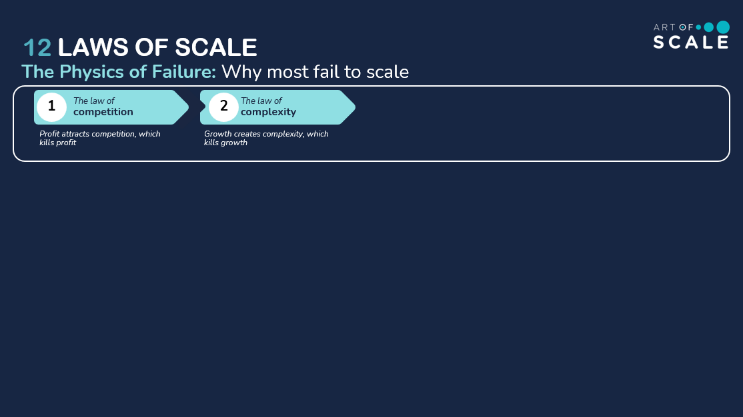 ART OF
SCALE
12 LAWS OF SCALE
The Physics of Failure: Why most fail to scale
1
The law of
competition
Profit attracts competition, which
kills profit
2
The law of
complexity
Growth creates complexity, which
kills growth